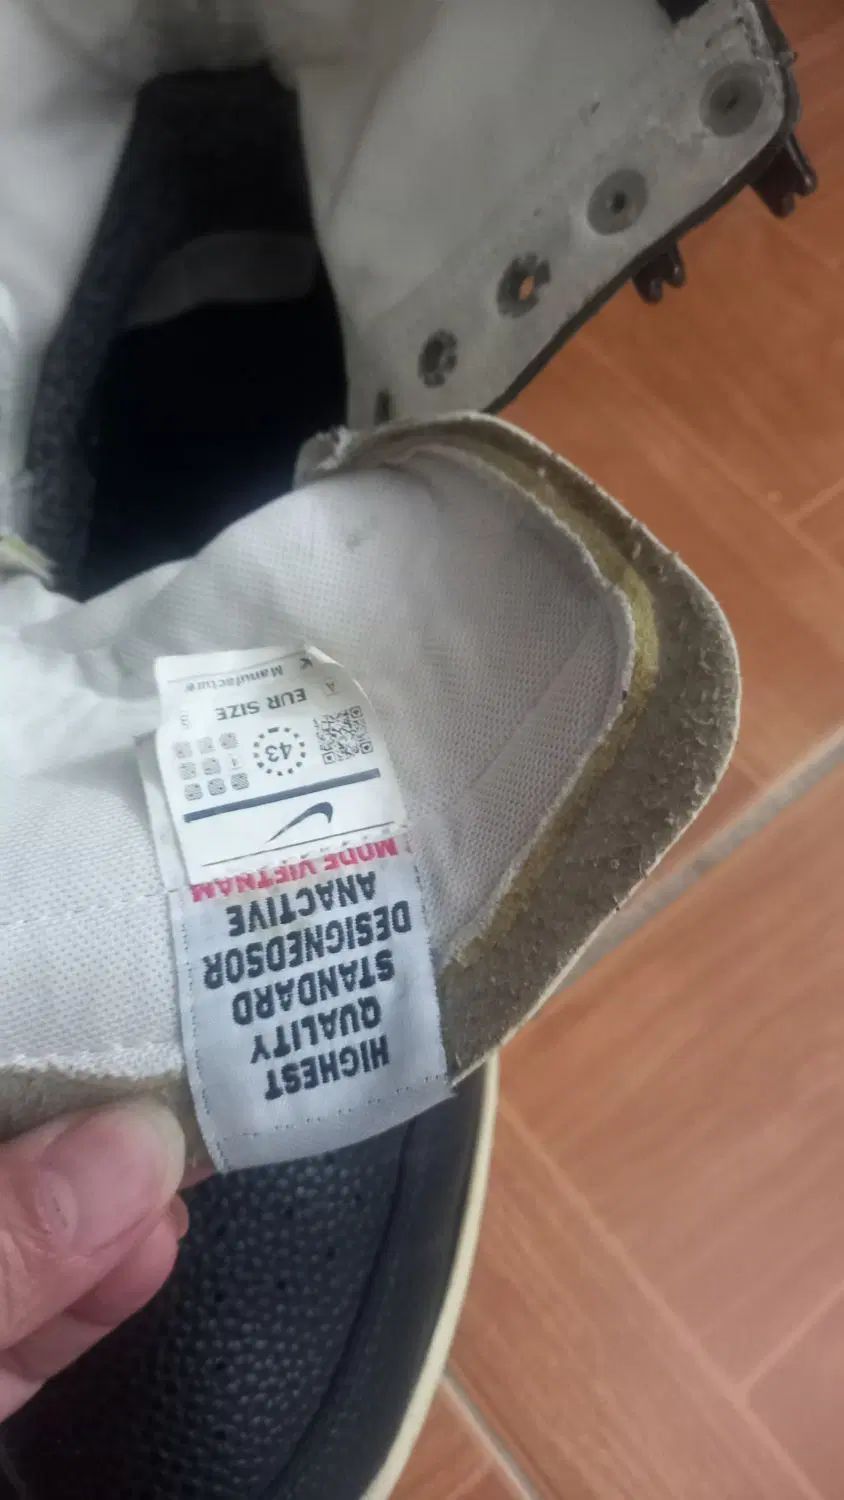 HIGHEST
QUALITY
STANDARD
DESIGNEDSOR
ANACTIVE
MODE VIETNAM
43
EUR SIZE
Manufacture